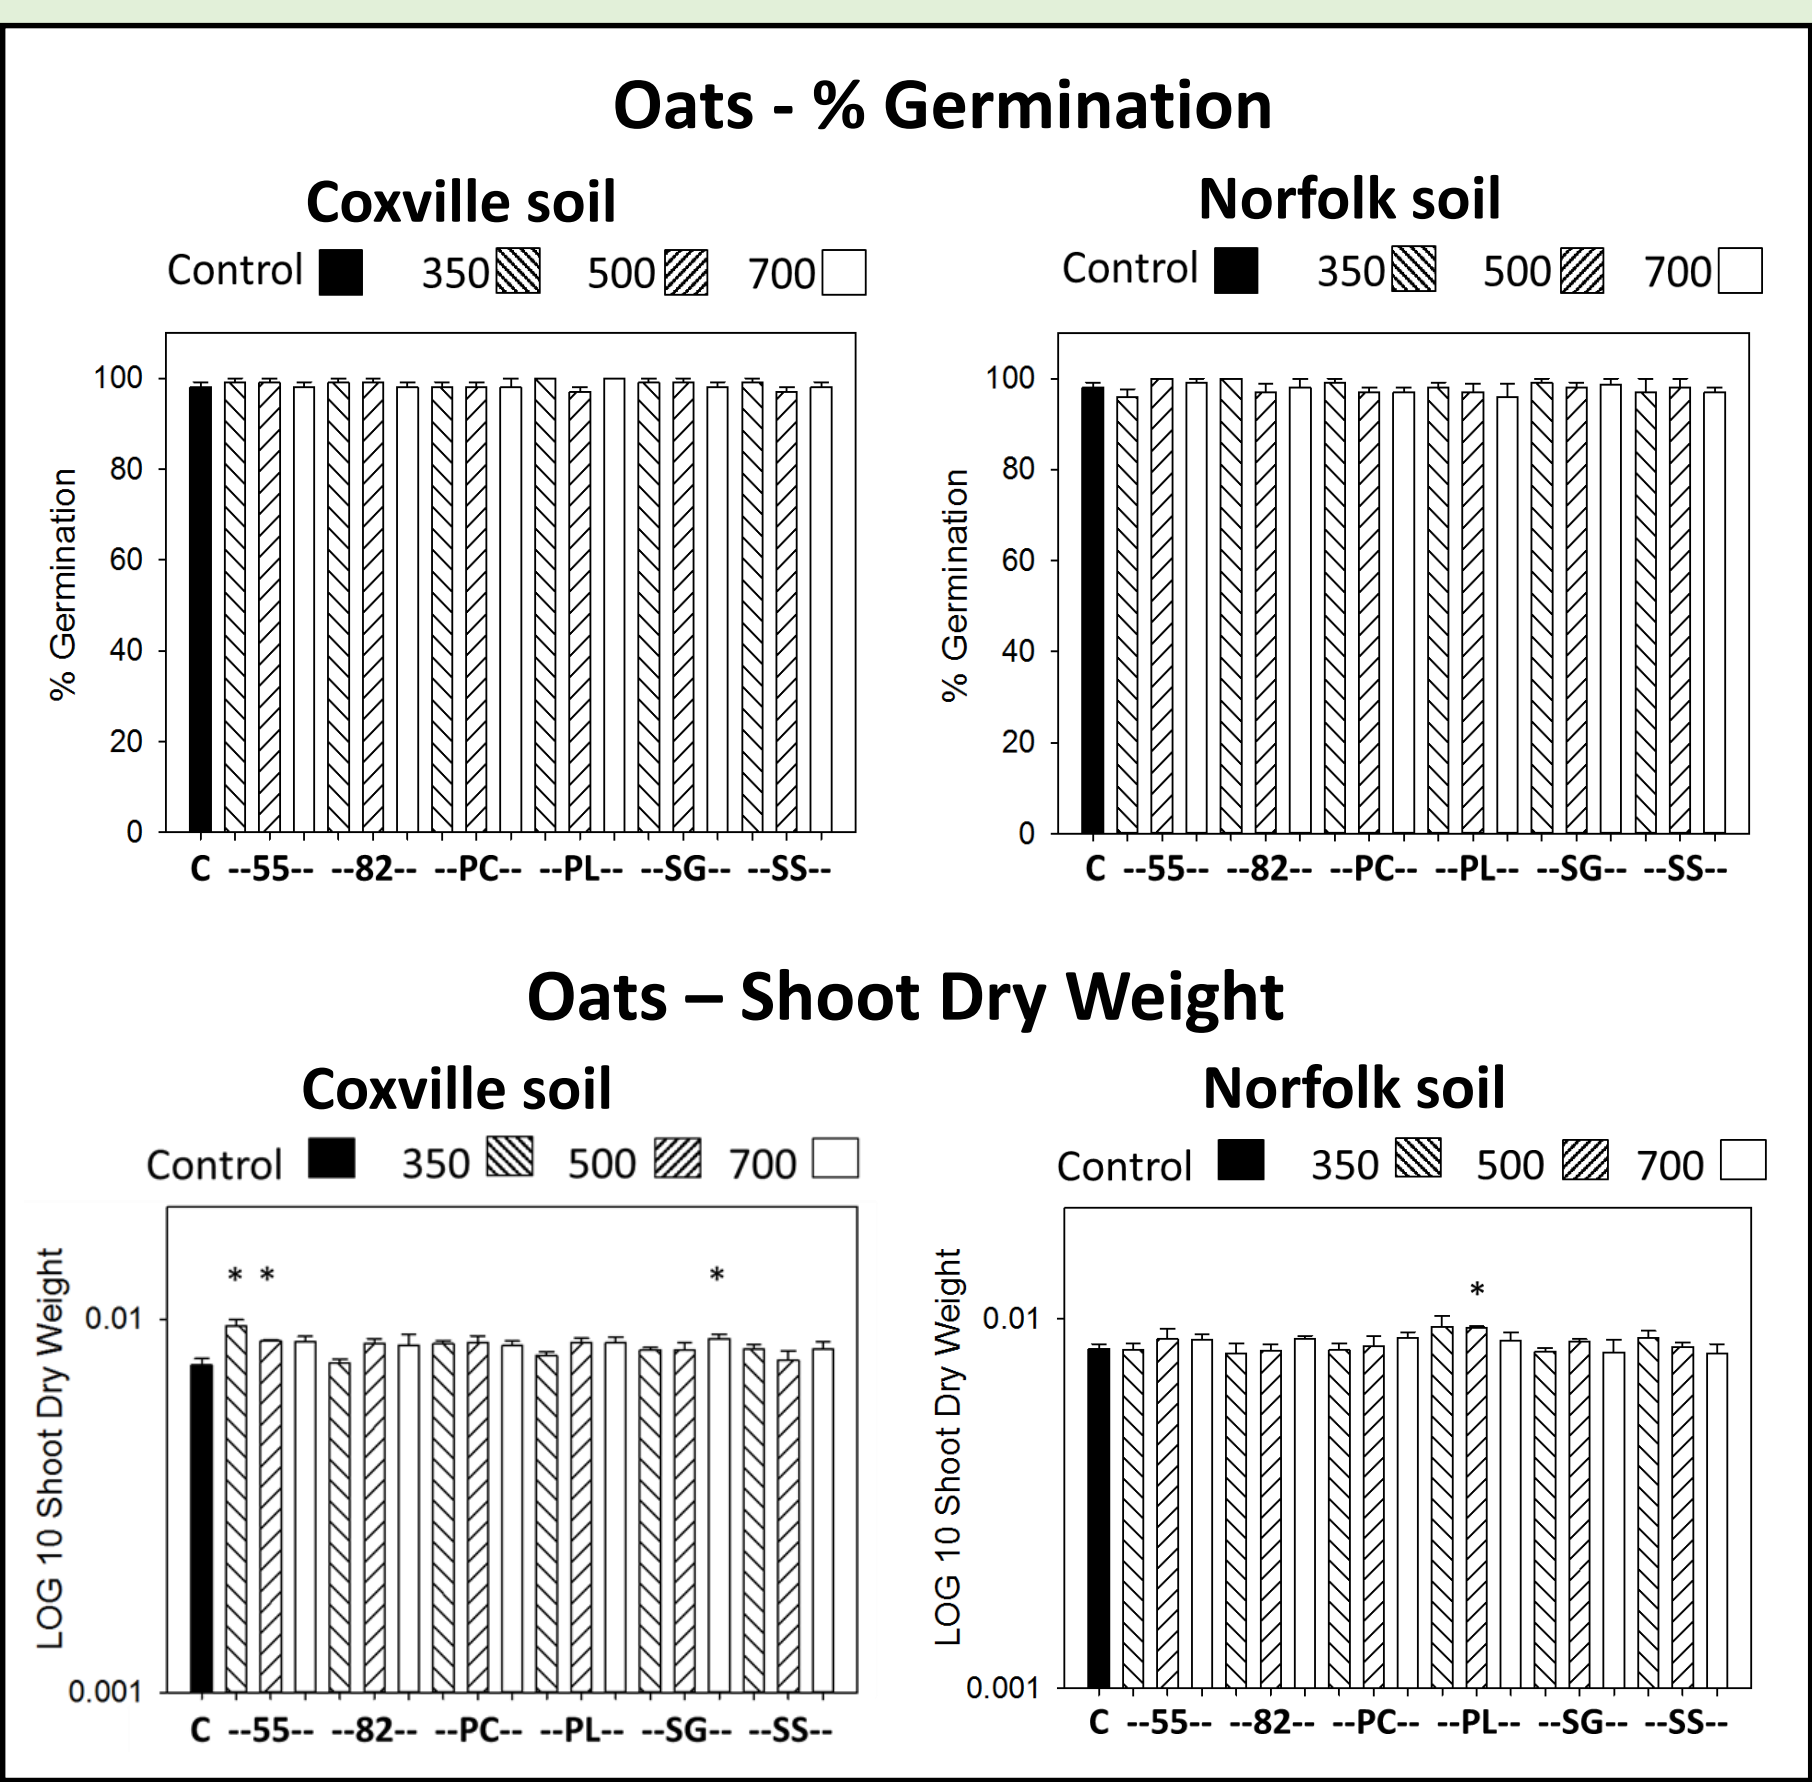 Oats - % Germination
Coxville soil
Control 350 500 700
% Germination
100
80
60
40
20
0
C --55-- --82-- --PC-- --PL-- --SG-- --SS--
Norfolk soil
Control 350 500 700
% Germination
100
80
60
40
20
0
C --55-- --82-- --PC-- --PL-- --SG-- --SS--
Oats – Shoot Dry Weight
Coxville soil
Control 350 500 700
LOG 10 Shoot Dry Weight
* * *
0.01
0.001
C --55-- --82-- --PC-- --PL-- --SG-- --SS--
Norfolk soil
Control 350 500 700
LOG 10 Shoot Dry Weight
*
0.01
0.001
C --55-- --82-- --PC-- --PL-- --SG-- --SS--